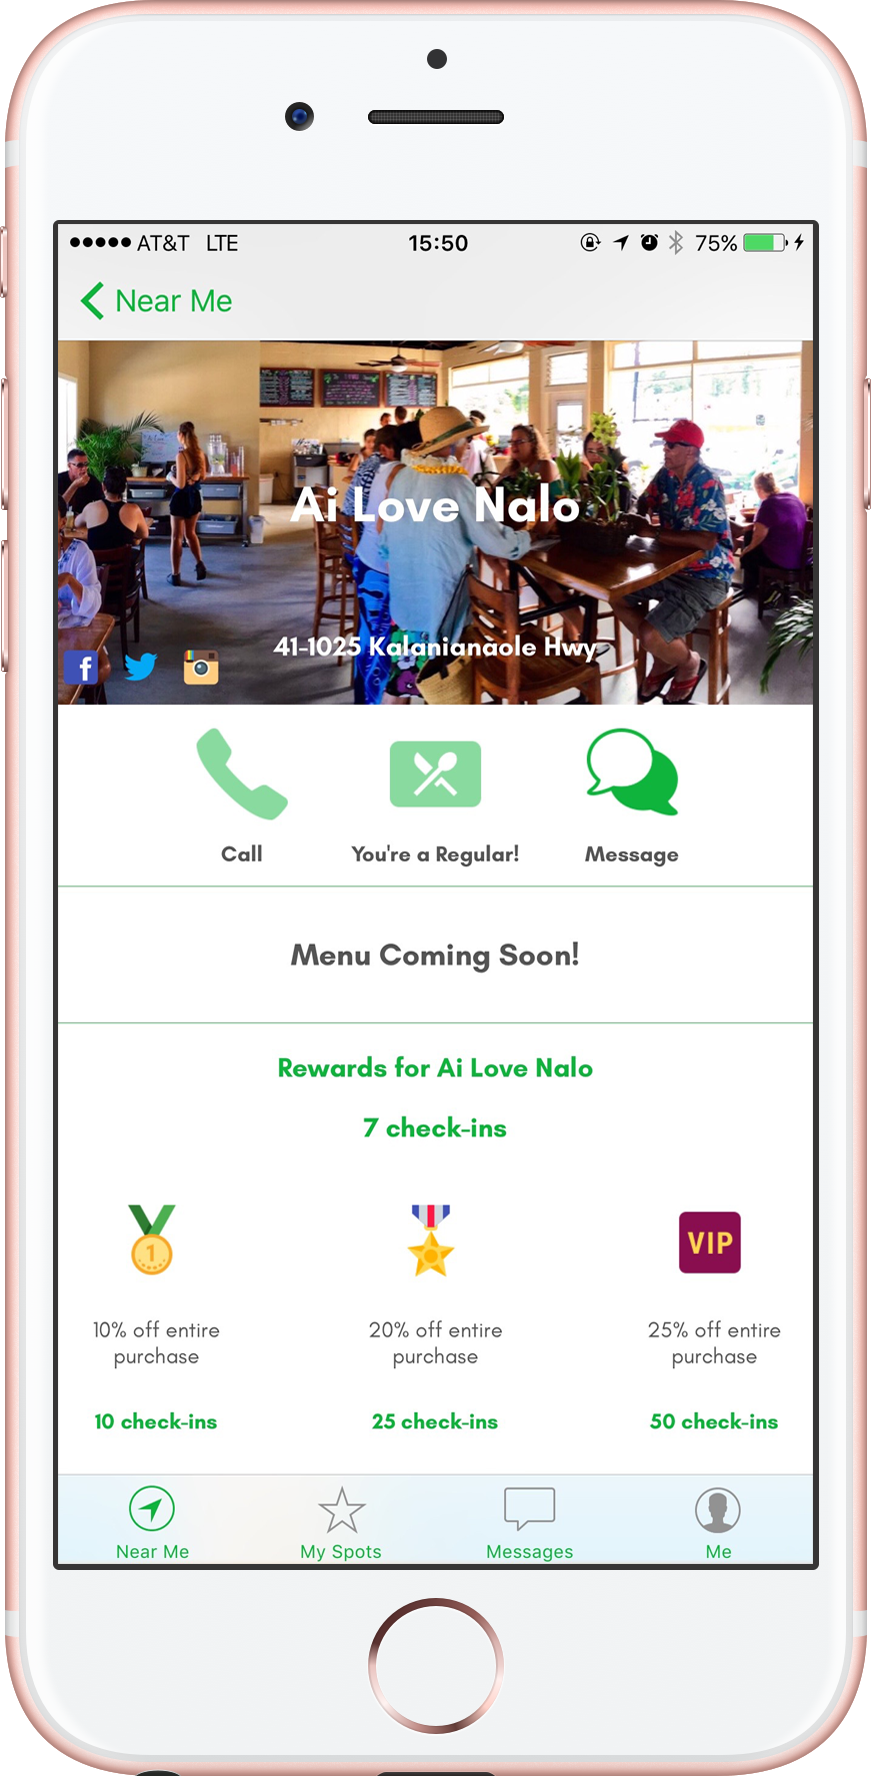 AT&T LTE 15:50 75%
Near Me
Ai Love Nalo
41-1025 Kalanianaole Hwy
Call You're a Regular! Message
Menu Coming Soon!
Rewards for Ai Love Nalo
7 check-ins
1 VIP
10% off entire 20% off entire 25% off entire
purchase purchase purchase
10 check-ins 25 check-ins 50 check-ins
Near Me My Spots Messages Me